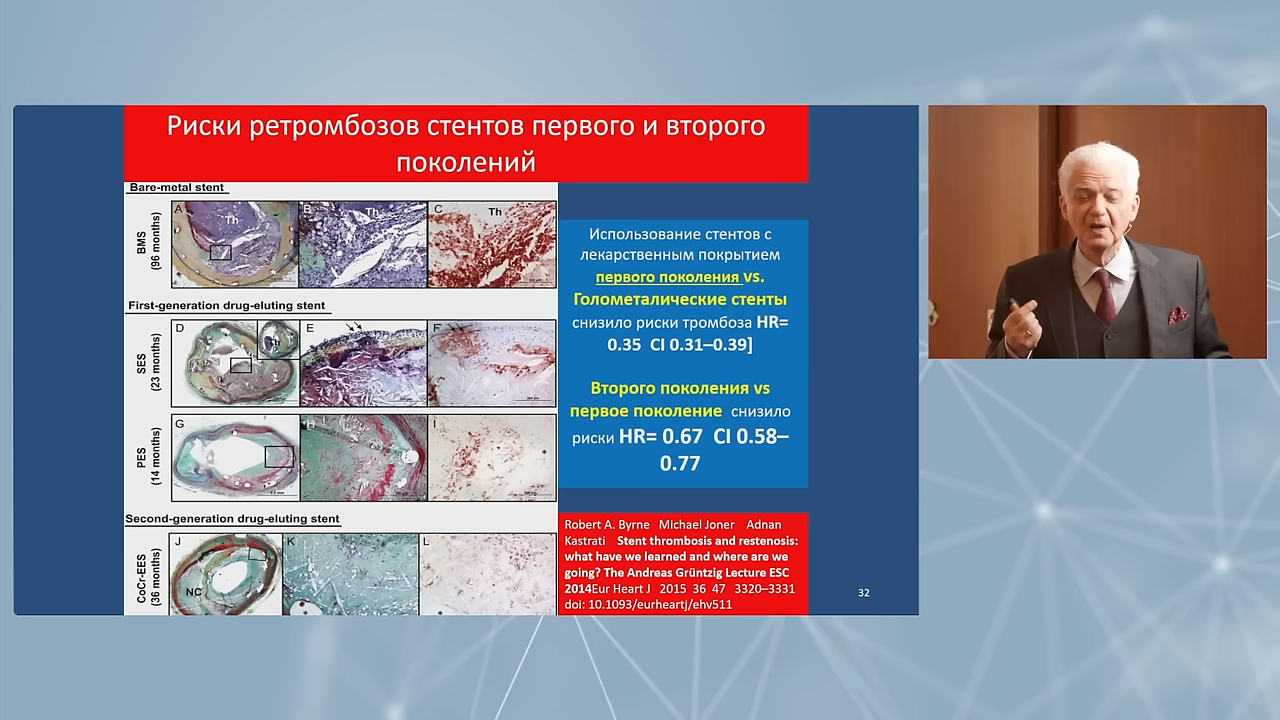 Риски ретромбозов стентов первого и второго
поколений
Bare-metal stent
BMS
(96 months)
A
Th
B
Th
C
Th
First-generation drug-eluting stent
SES
(23 months)
D
Th
E
F
PES
(14 months)
G
H
I
*
Second-generation drug-eluting stent
CoCr-EES
(36 months)
J
NC
K
*
L
*
Использование стентов с
лекарственным покрытием
первого поколения vs.
Голометалические стенты
снизило риски тромбоза HR=
0.35 CI 0.31–0.39]
Второго поколения vs
первое поколение снизило
риски HR= 0.67 CI 0.58–
0.77
Robert A. Byrne Michael Joner Adnan
Kastrati Stent thrombosis and restenosis:
what have we learned and where are we
going? The Andreas Grüntzig Lecture ESC
2014Eur Heart J 2015 36 47 3320–3331
doi: 10.1093/eurheartj/ehv511
32